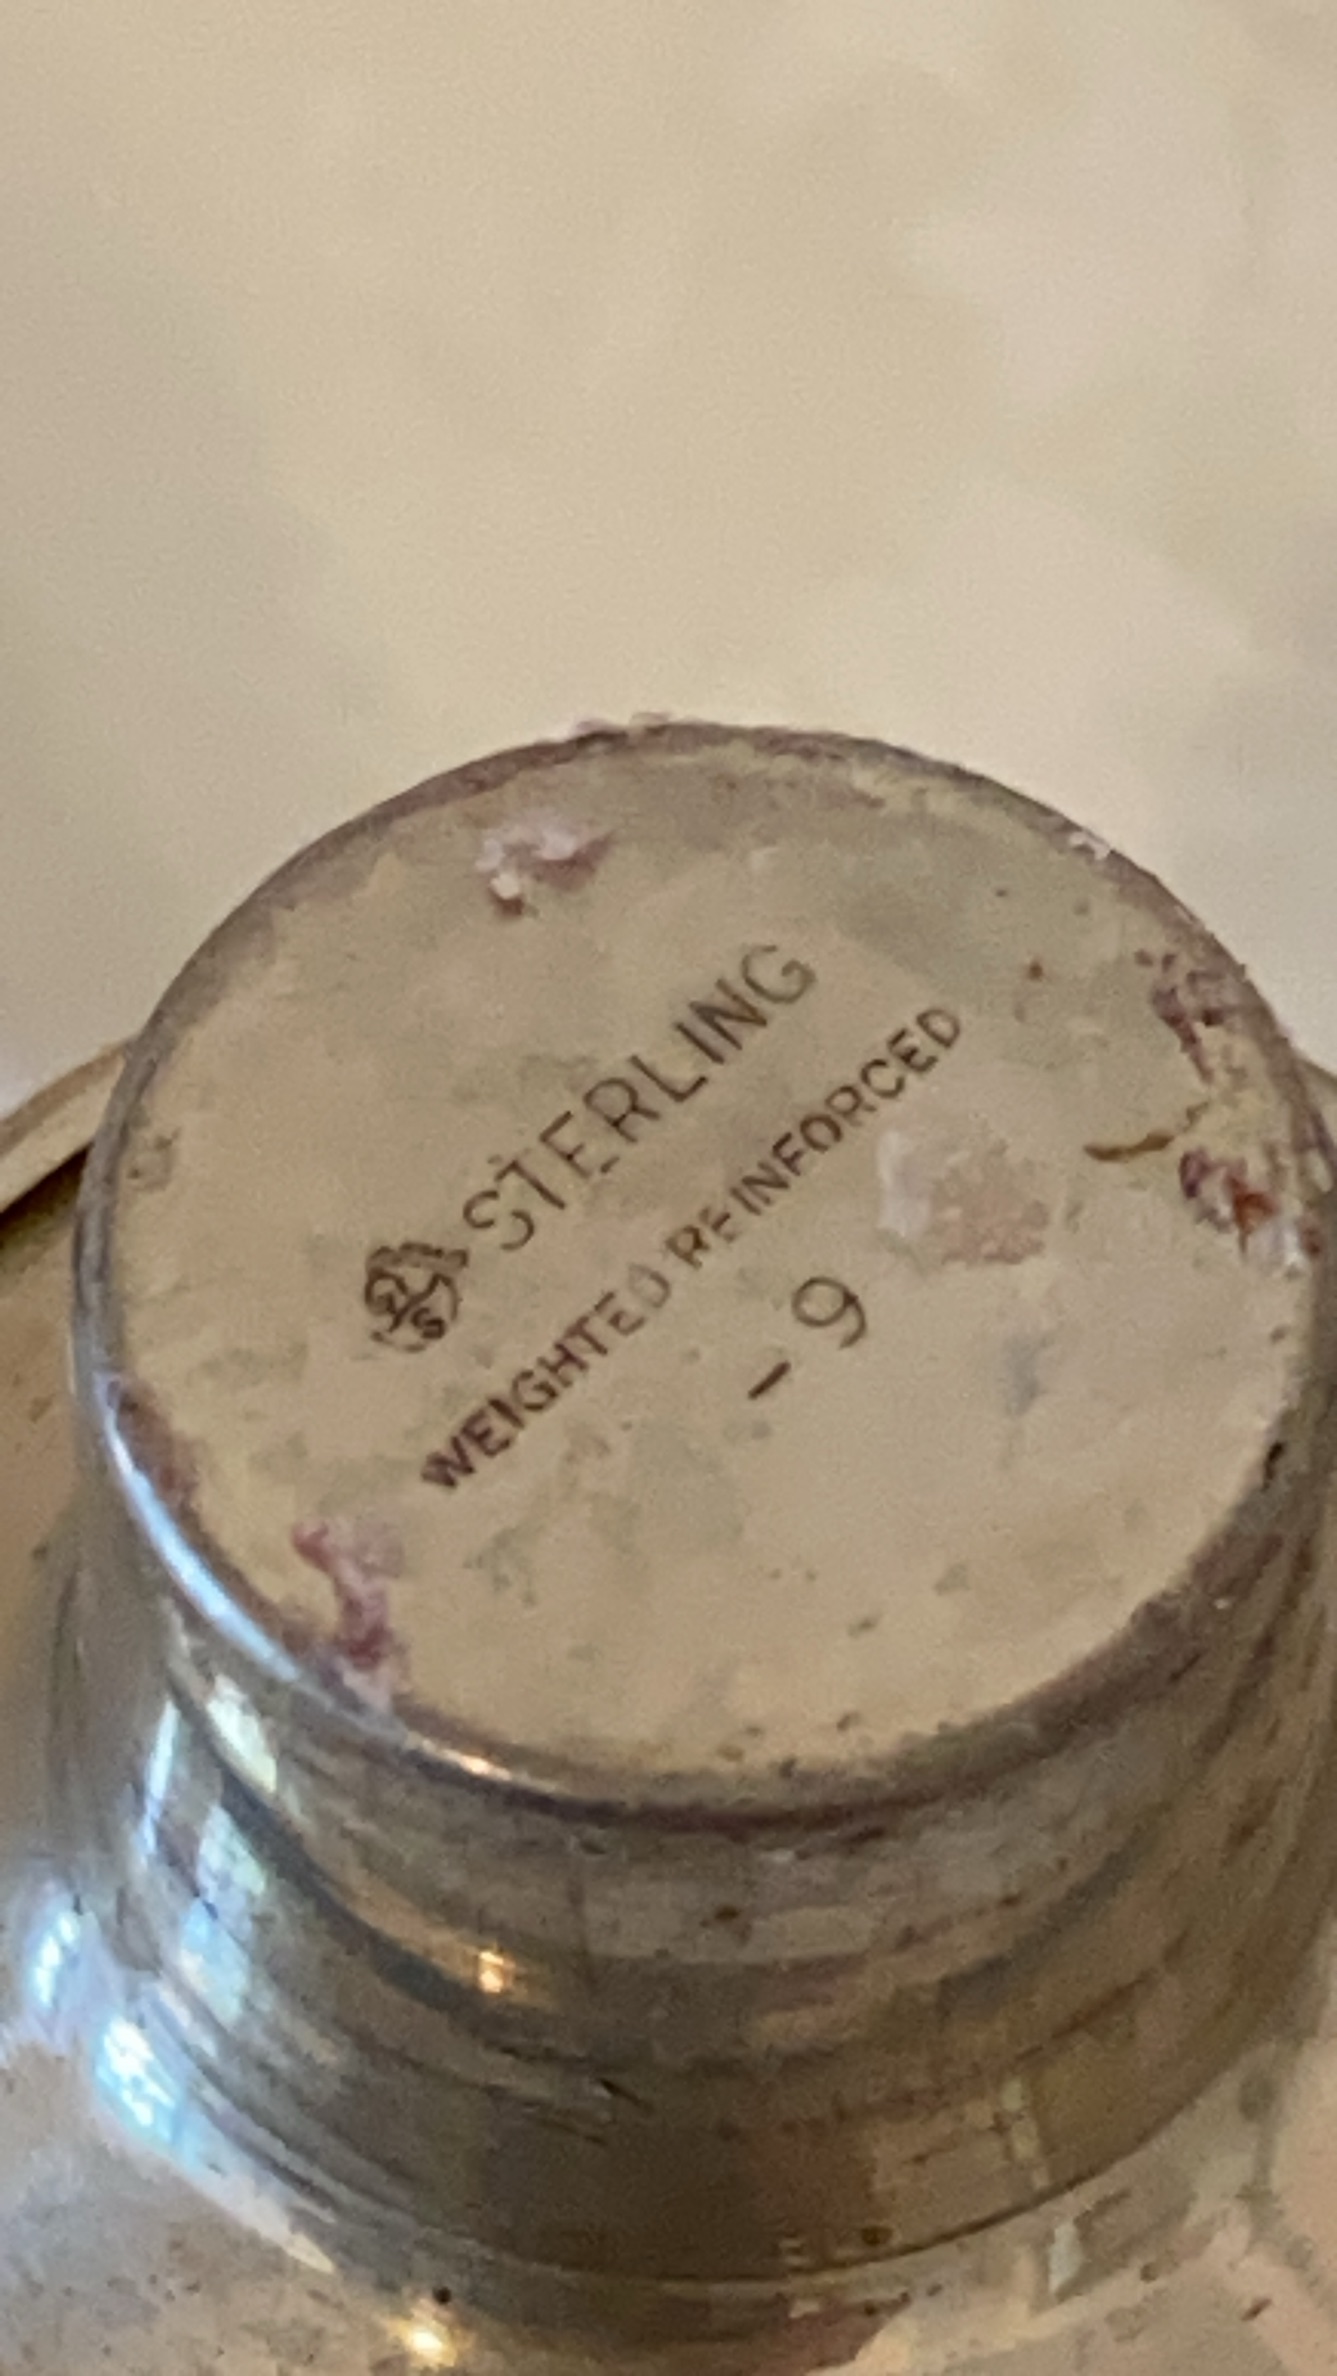 STERLING
WEIGHTED REINFORCED
- 9